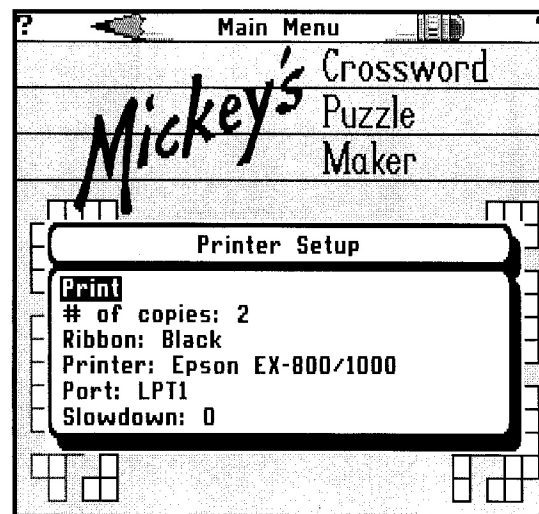 ? Main Menu
Mickey's
Crossword
Puzzle
Maker
Printer Setup
Print
# of copies: 2
Ribbon: Black
Printer: Epson EX-800/1000
Port: LPT1
Slowdown: 0